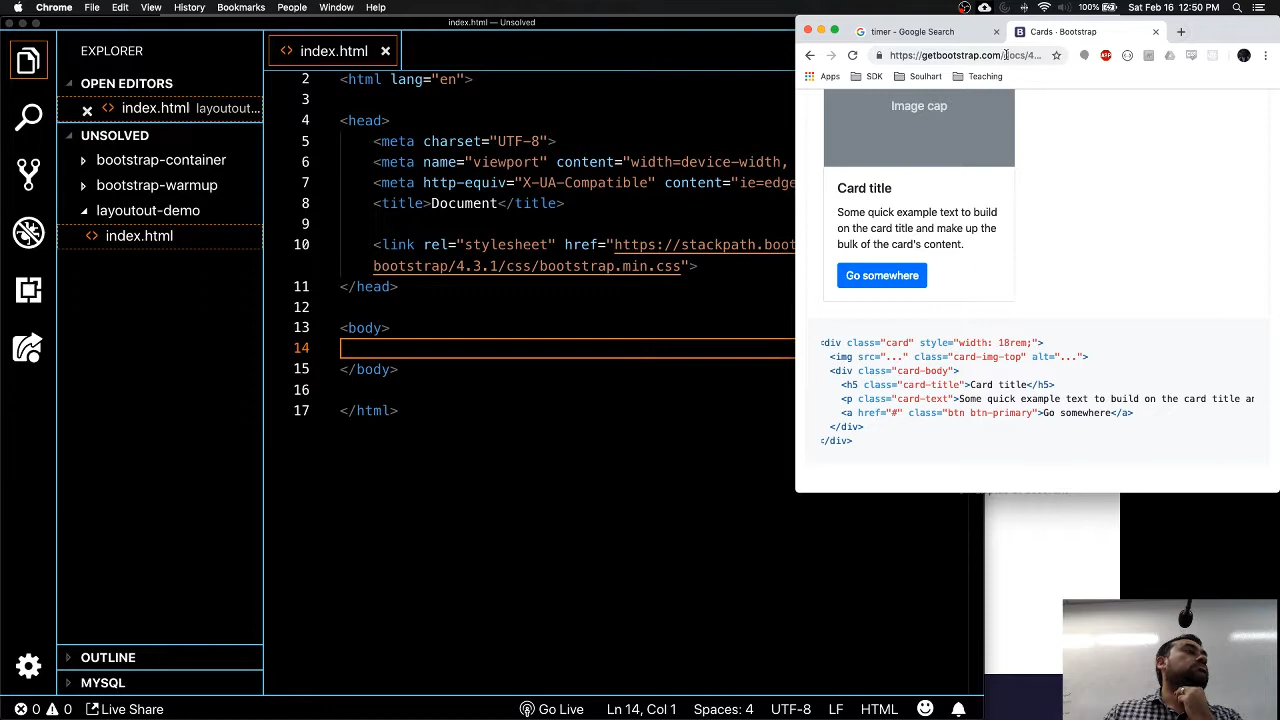 Chrome File Edit View History Bookmarks People Window Help 100% Sat Feb 16 12:50 PM
index.html — Unsolved
EXPLORER
OPEN EDITORS
index.html layoutout...
UNSOLVED
bootstrap-container
bootstrap-warmup
layoutout-demo
index.html
OUTLINE
MYSQL
index.html
2 <html lang="en">
3
4 <head>
5 <meta charset="UTF-8">
6 <meta name="viewport" content="width=device-width,
7 <meta http-equiv="X-UA-Compatible" content="ie=edge
8 <title>Document</title>
9
10 <link rel="stylesheet" href="https://stackpath.boot
bootstrap/4.3.1/css/bootstrap.min.css">
11 </head>
12
13 <body>
14
15 </body>
16
17 </html>
timer - Google Search
Cards · Bootstrap
https://getbootstrap.com/docs/4...
ABP
Apps SDK Soulhart Teaching
Image cap
Card title
Some quick example text to build
on the card title and make up the
bulk of the card's content.
Go somewhere
<div class="card" style="width: 18rem;">
<img src="..." class="card-img-top" alt="...">
<div class="card-body">
<h5 class="card-title">Card title</h5>
<p class="card-text">Some quick example text to build on the card title an
<a href="#" class="btn btn-primary">Go somewhere</a>
</div>
</div>
0 0 Live Share Go Live Ln 14, Col 1 Spaces: 4 UTF-8 LF HTML